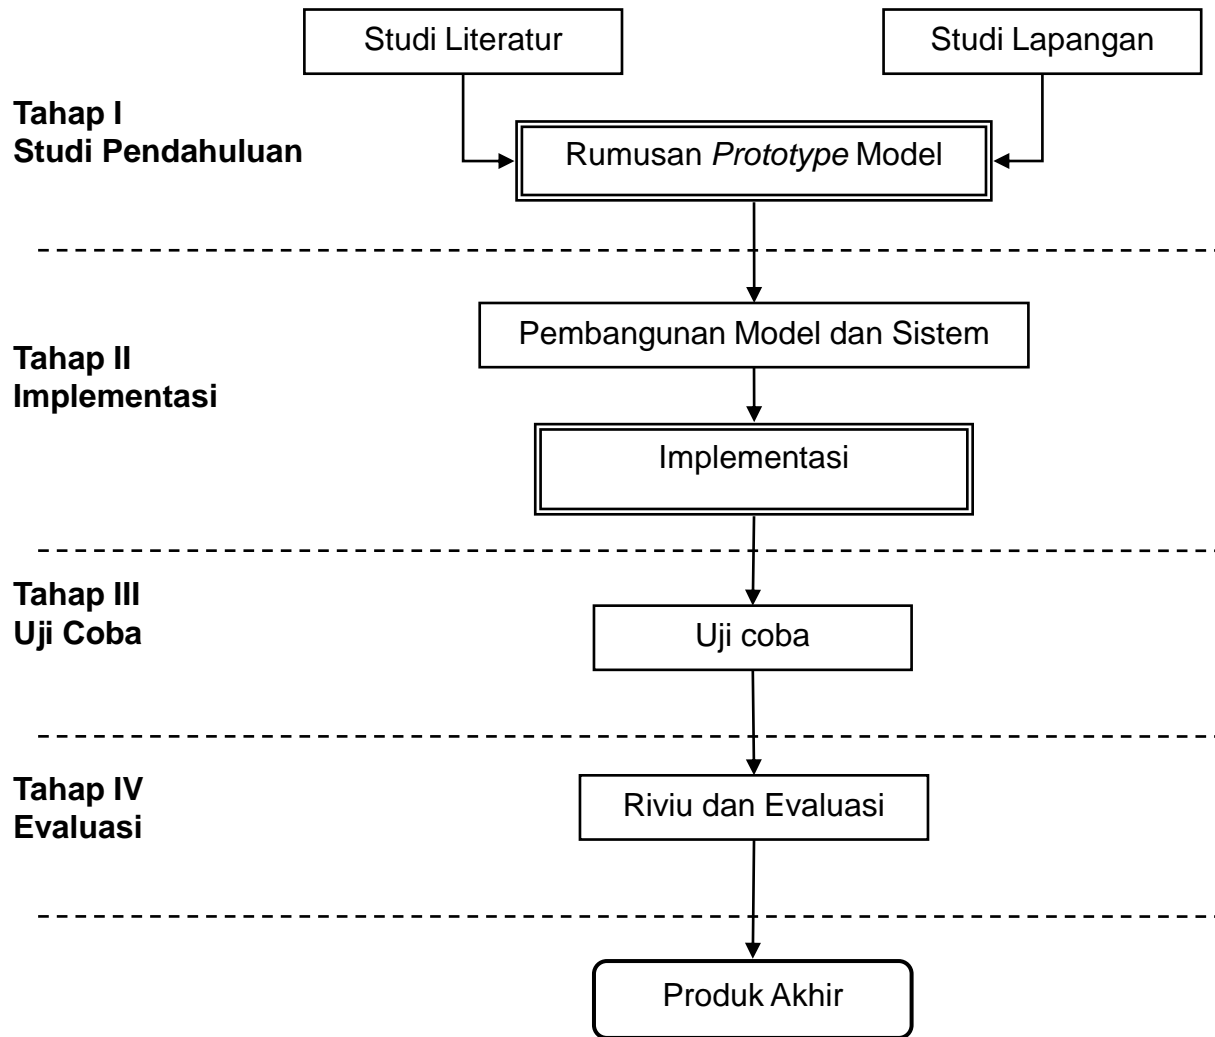 Studi Literatur
Studi Lapangan
Tahap I
Studi Pendahuluan
Rumusan Prototype Model
Pembangunan Model dan Sistem
Tahap II
Implementasi
Implementasi
Tahap III
Uji Coba
Uji coba
Tahap IV
Evaluasi
Riviu dan Evaluasi
Produk Akhir